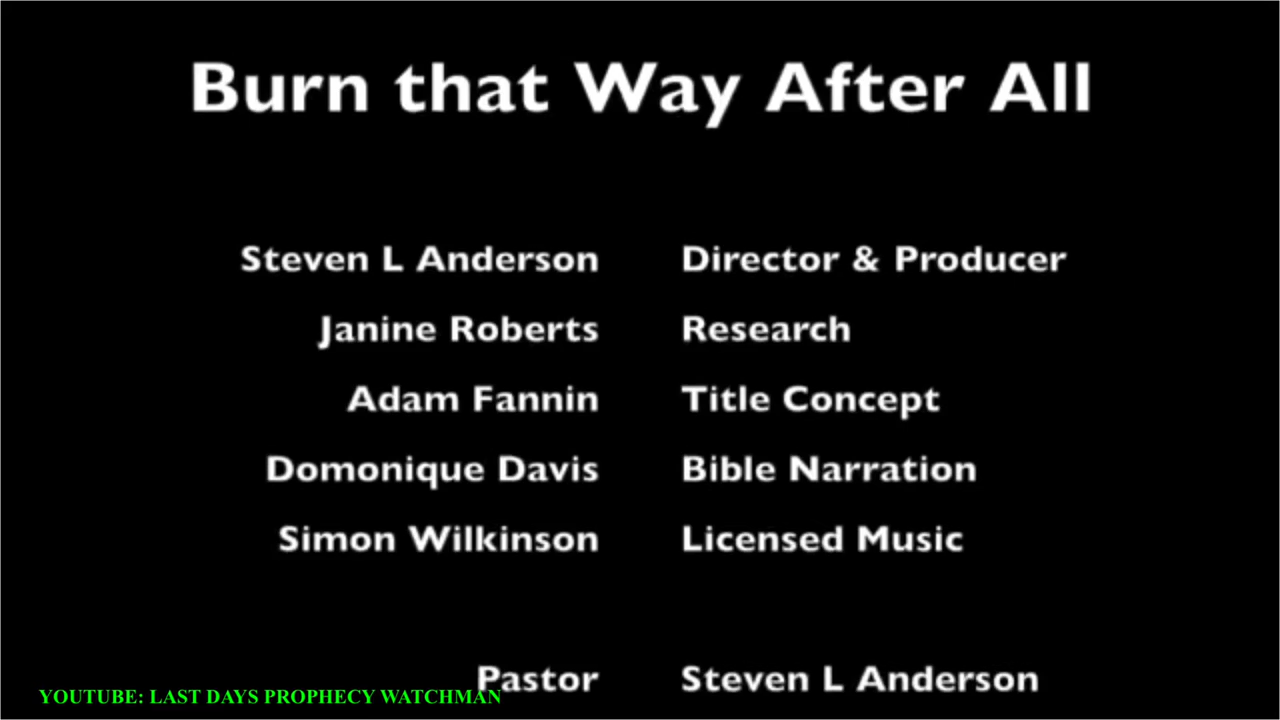 Burn that Way After All
Steven L Anderson Director & Producer
Janine Roberts Research
Adam Fannin Title Concept
Domonique Davis Bible Narration
Simon Wilkinson Licensed Music
Pastor Steven L Anderson
YOUTUBE: LAST DAYS PROPHECY WATCHMAN